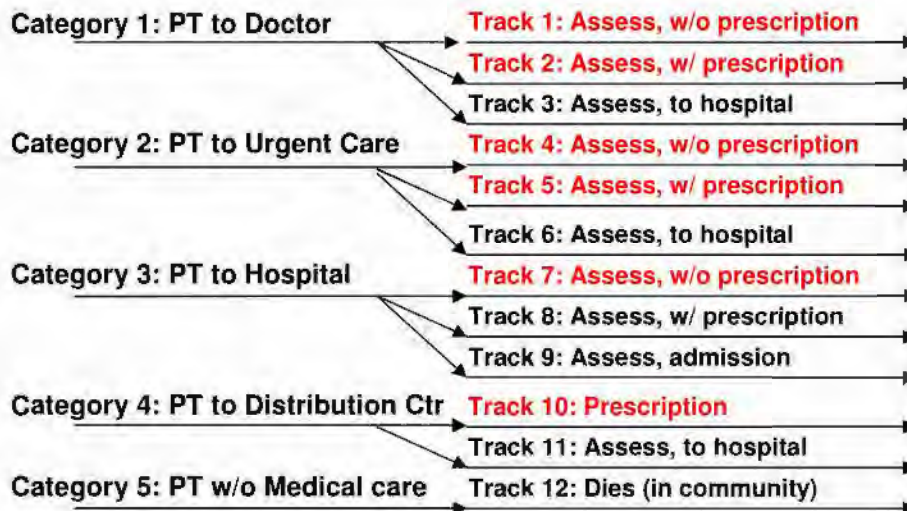 Category 1: PT to Doctor
Track 1: Assess, w/o prescription
Track 2: Assess, w/ prescription
Track 3: Assess, to hospital
Category 2: PT to Urgent Care
Track 4: Assess, w/o prescription
Track 5: Assess, w/ prescription
Track 6: Assess, to hospital
Category 3: PT to Hospital
Track 7: Assess, w/o prescription
Track 8: Assess, w/ prescription
Track 9: Assess, admission
Category 4: PT to Distribution Ctr
Track 10: Prescription
Track 11: Assess, to hospital
Category 5: PT w/o Medical care
Track 12: Dies (in community)